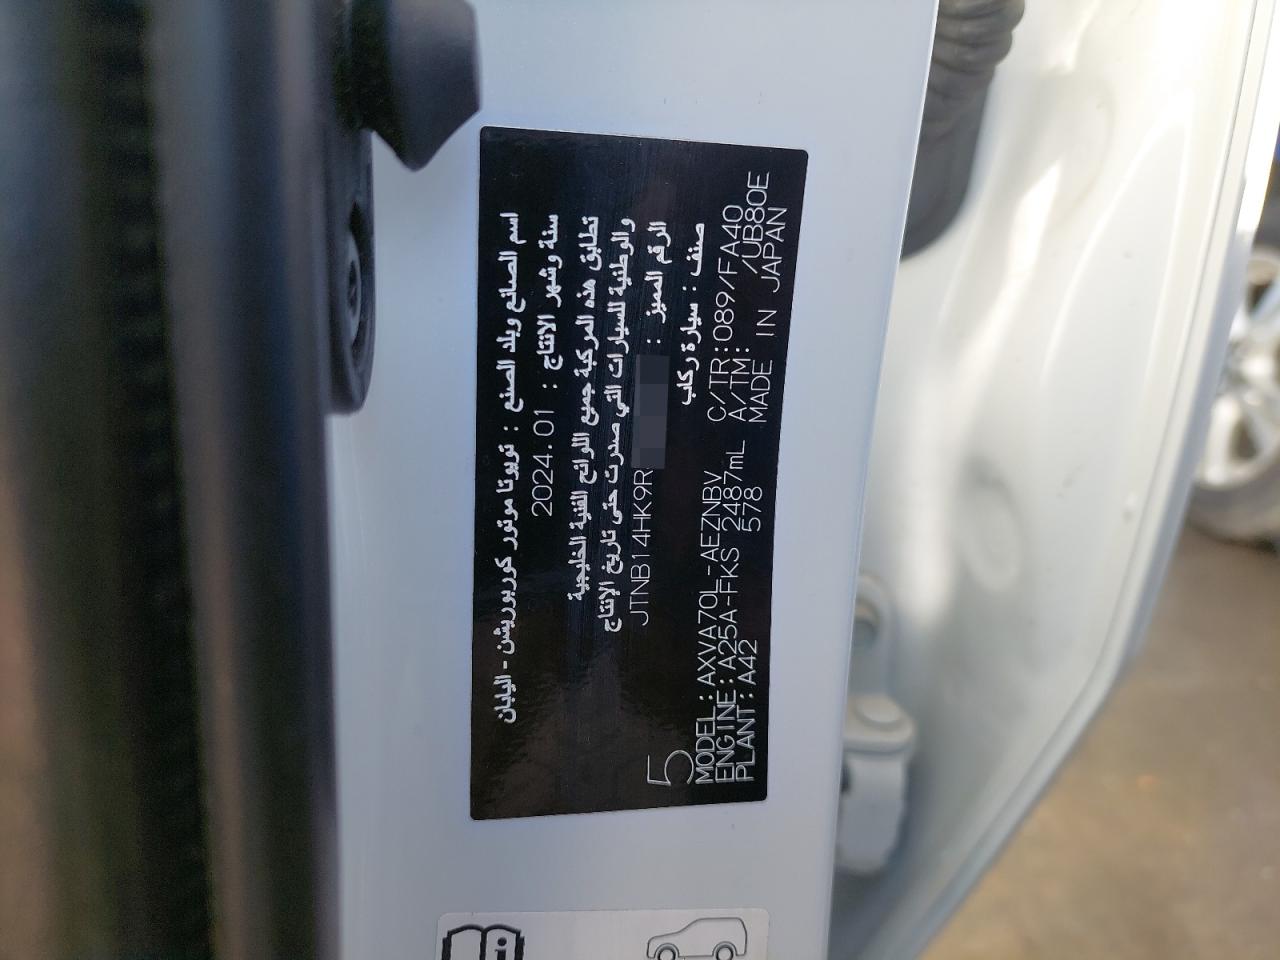 اسم الصانع وبلد الصنع : تويوتا موتور كوربوريشن - اليابان
سنة وشهر الانتاج : 2024.01
تطابق هذه المركبة جميع اللوائح الفنية الخليجية
والوطنية للسيارات التي صدرت حتى تاريخ الإنتاج
الرقم المميز : JTNB14HK9R
صنف : سيارة ركاب
5
MODEL : AXVA70L-AEZNBV C/TR: 089/FA40
ENGINE : A25A-FKS 2487mL A/TM: /UB80E
PLANT : A42 578 MADE IN JAPAN
i